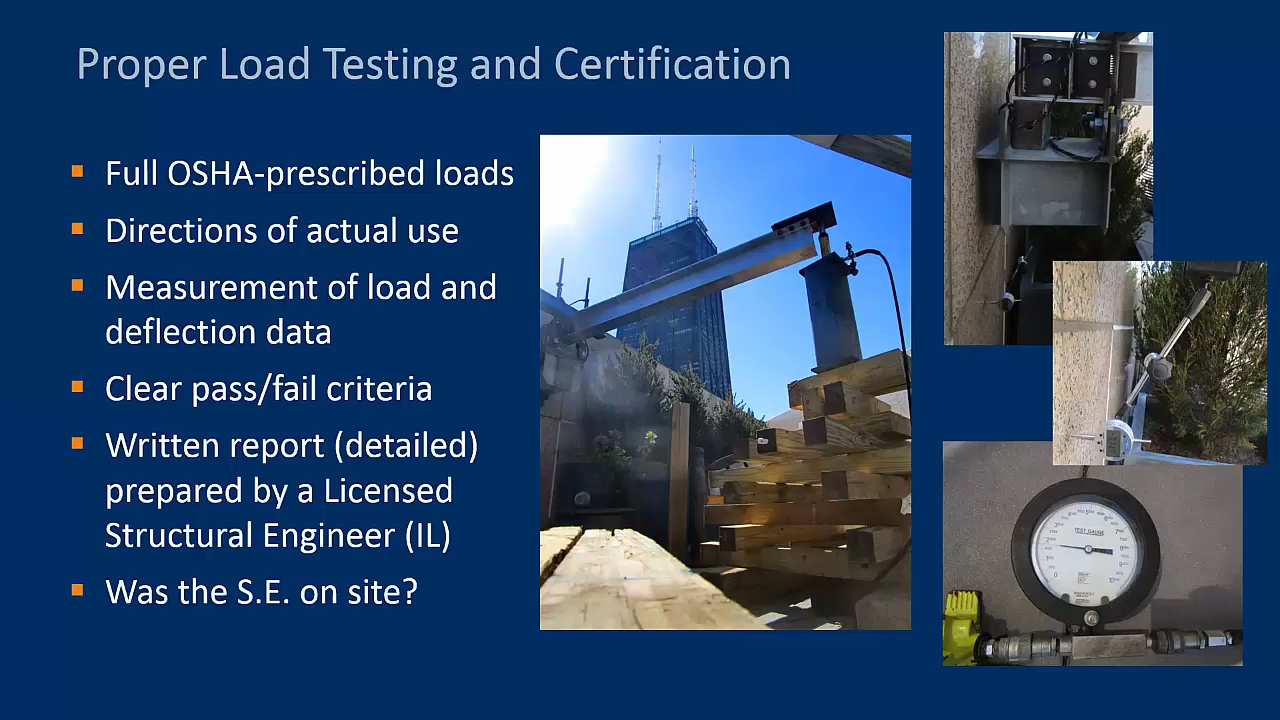 Proper Load Testing and Certification
Full OSHA-prescribed loads
Directions of actual use
Measurement of load and
deflection data
Clear pass/fail criteria
Written report (detailed)
prepared by a Licensed
Structural Engineer (IL)
Was the S.E. on site?
TEST GAUGE